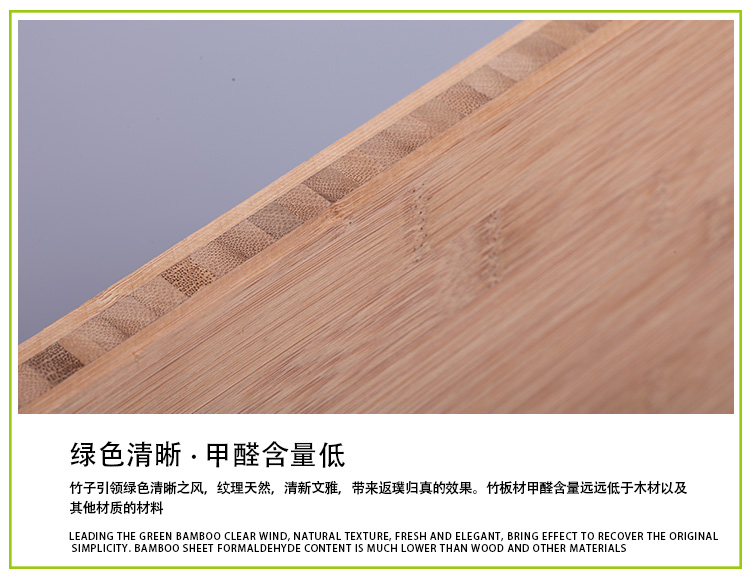 绿色清晰·甲醛含量低
竹子引领绿色清晰之风，纹理天然，清新文雅，带来返璞归真的效果。竹板材甲醛含量远远低于木材以及
其他材质的材料
LEADING THE GREEN BAMBOO CLEAR WIND, NATURAL TEXTURE, FRESH AND ELEGANT, BRING EFFECT TO RECOVER THE ORIGINAL
SIMPLICITY. BAMBOO SHEET FORMALDEHYDE CONTENT IS MUCH LOWER THAN WOOD AND OTHER MATERIALS